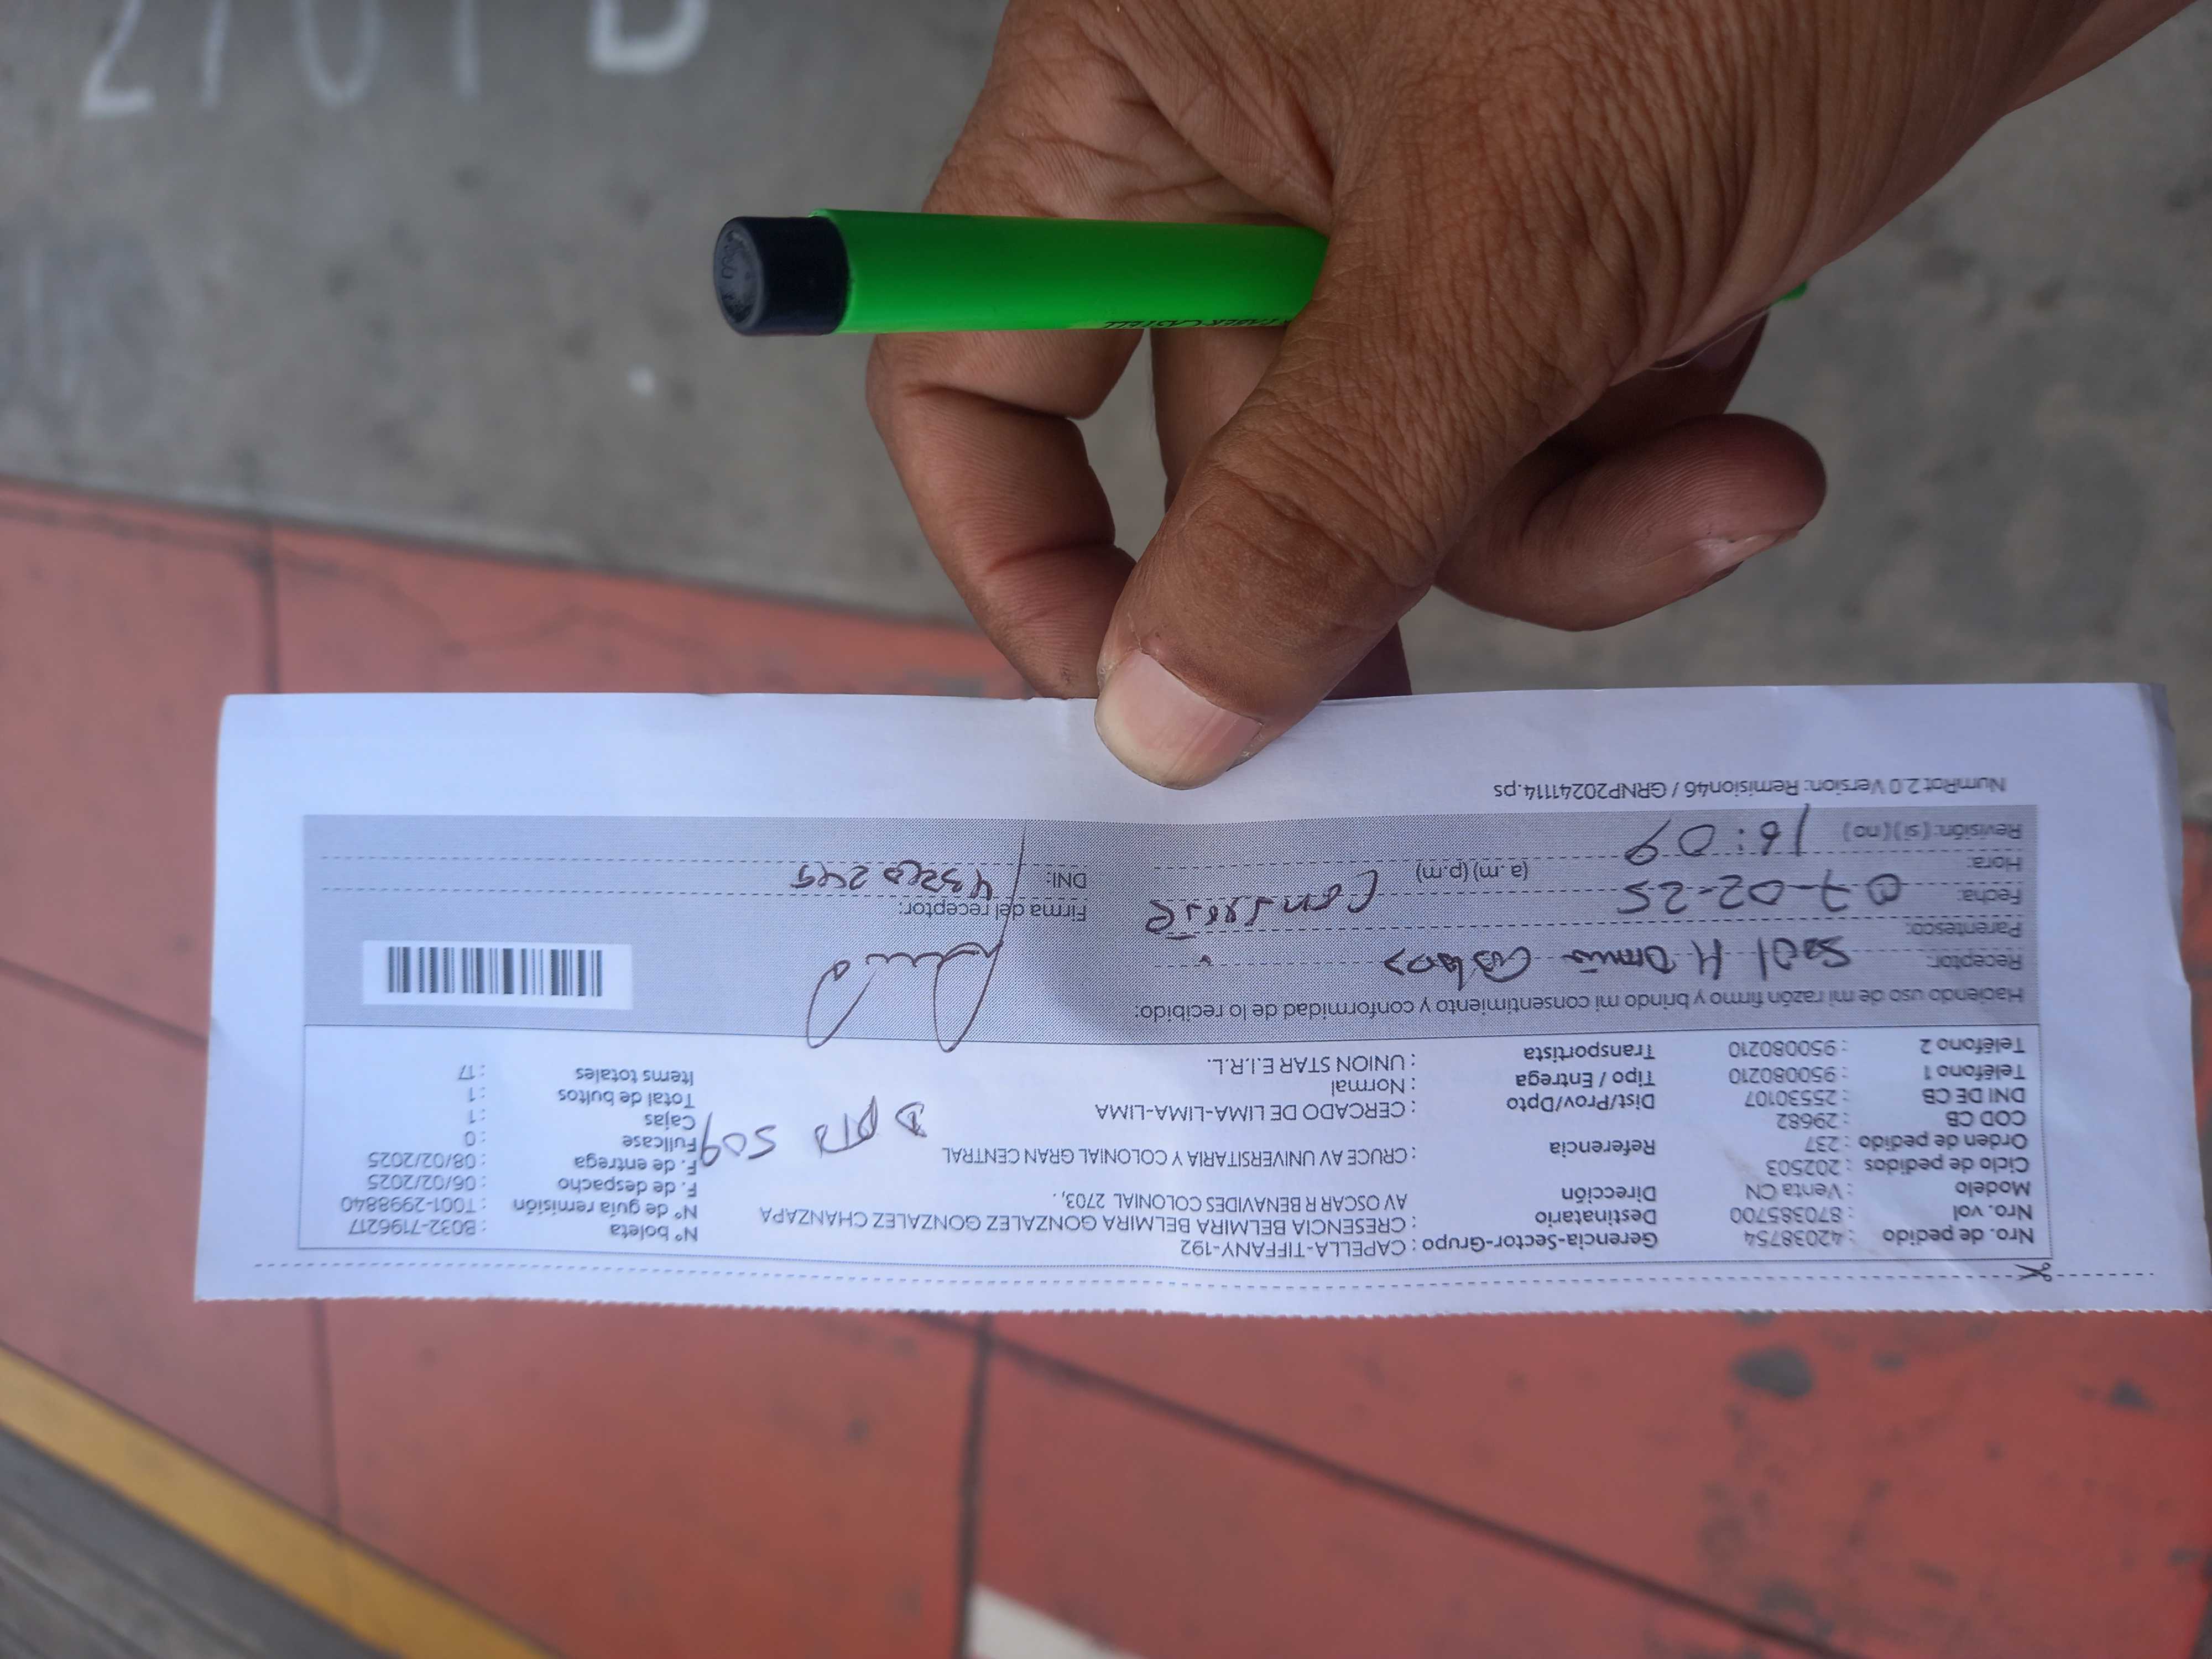 Nro. de pedido : 42038754 Gerencia-Sector-Grupo : CAPELLA-TIFFANY-192 N° boleta : B032-7196217
Nro. vol : 870385700 Destinatario : CRESENCIA BELMIRA BELMIRA GONZALEZ GONZALEZ CHANZAPA N° de guía remisión : T001-2998840
Modelo : Venta CN Dirección AV OSCAR R BENAVIDES COLONIAL 2703, . F. de despacho : 06/02/2025
Ciclo de pedidos : 202503 F. de entrega : 08/02/2025
Orden de pedido : 237 Referencia : CRUCE AV UNIVERSITARIA Y COLONIAL GRAN CENTRAL Fullcase : 0
DPTO 509
COD CB : 29682 Dist/Prov/Dpto : CERCADO DE LIMA-LIMA-LIMA Cajas : 1
DNI DE CB : 25530107 Tipo / Entrega : Normal Total de bultos : 1
Teléfono 1 : 950080210 Transportista : UNION STAR E.I.R.L. Items totales : 17
Teléfono 2 : 950080210
Haciendo uso de mi razón firmo y brindo mi consentimiento y conformidad de lo recibido:
Receptor: Saul H
Parentesco: Firma del receptor:
Fecha: 07-02-25
Hora: 16:09 (a.m) (p.m) DNI:
Revisión: ( si ) ( no )
NumRot 2.0 Version: Remision46 / GRNP20241114.ps
FABER-CASTELL
2701 B